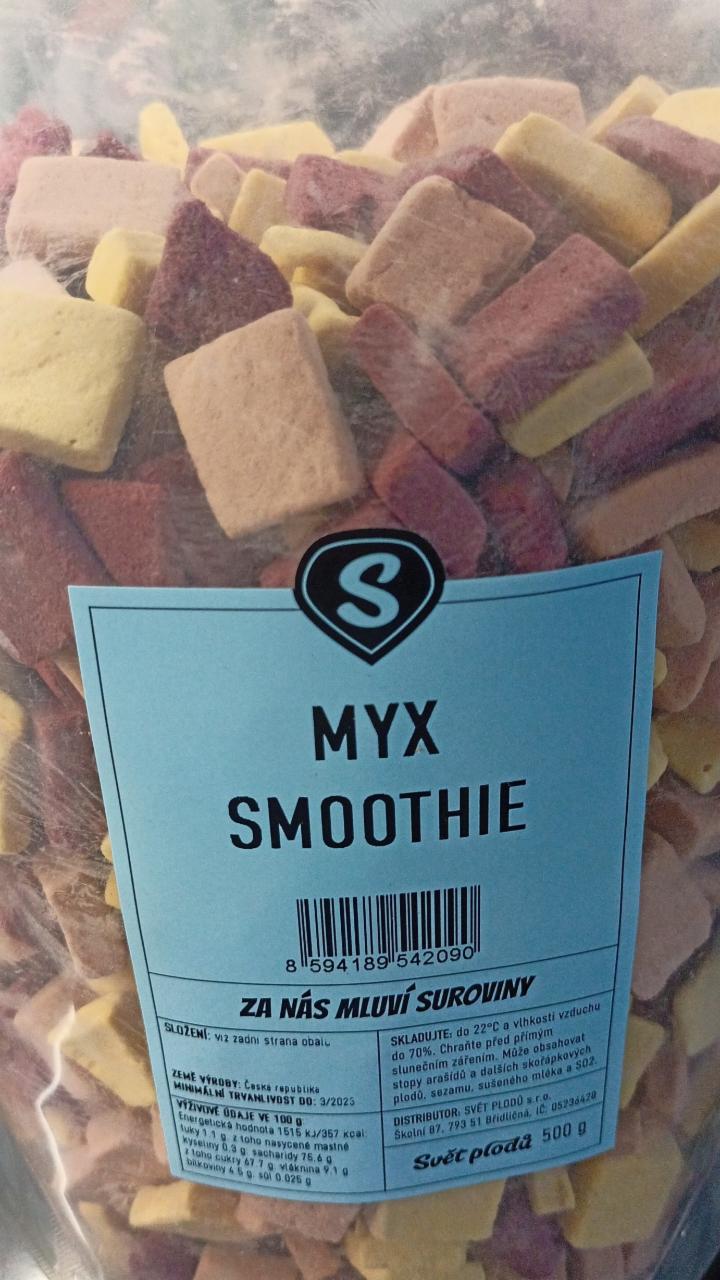 S
MYX
SMOOTHIE
8 594189 542090
ZA NÁS MLUVÍ SUROVINY
SLOŽENÍ: viz zadní strana obalu
ZEMĚ VÝROBY: Česká republika
MINIMÁLNÍ TRVANLIVOST DO: 3/2023
VÝŽIVOVÉ ÚDAJE VE 100 g:
Energetická hodnota 1515 kJ/357 kcal
tuky 1.1 g z toho nasycené mastné
kyseliny 0.3 g sacharidy 75.6 g
z toho cukry 67.7 g vláknina 9.1 g
bílkoviny 4.5 g sůl 0.025 g
SKLADUJTE: do 22°C a vlhkosti vzduchu
do 70%. Chraňte před přímým
slunečním zářením. Může obsahovat
stopy arašídů a dalších skořápkových
plodů, sezamu, sušeného mléka a SO2.
DISTRIBUTOR: SVĚT PLODŮ s.r.o.
Školní 87, 793 51 Břidličná, IČ: 05236428
Svět plodů 500 g